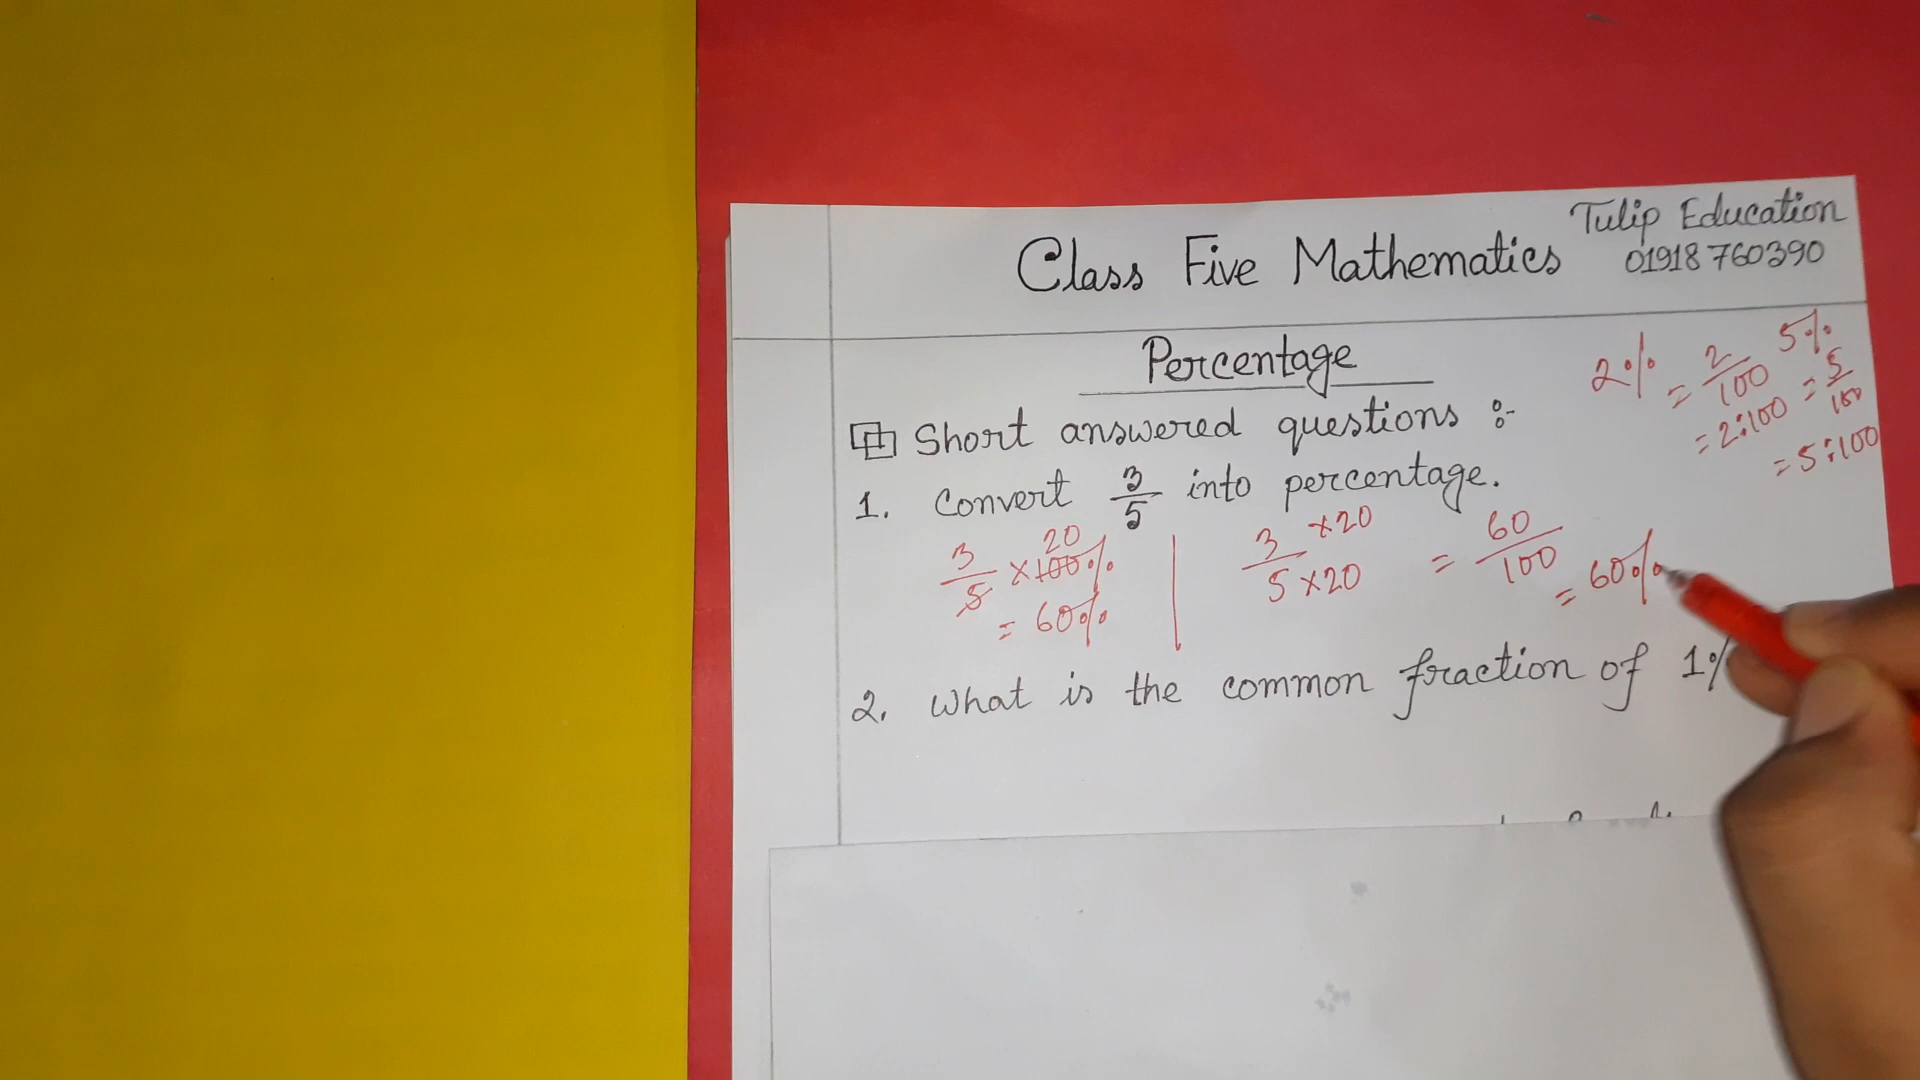 Tulip Education
01918760390
Class Five Mathematics
Percentage
Short answered questions :-
2% = 2/100
= 2:100
5%
= 5/100
= 5:100
1. Convert 3/5 into percentage.
3/5 × 100% 20
= 60%
3/5 ×20 ×20 = 60/100
= 60%
2. What is the common fraction of 1%